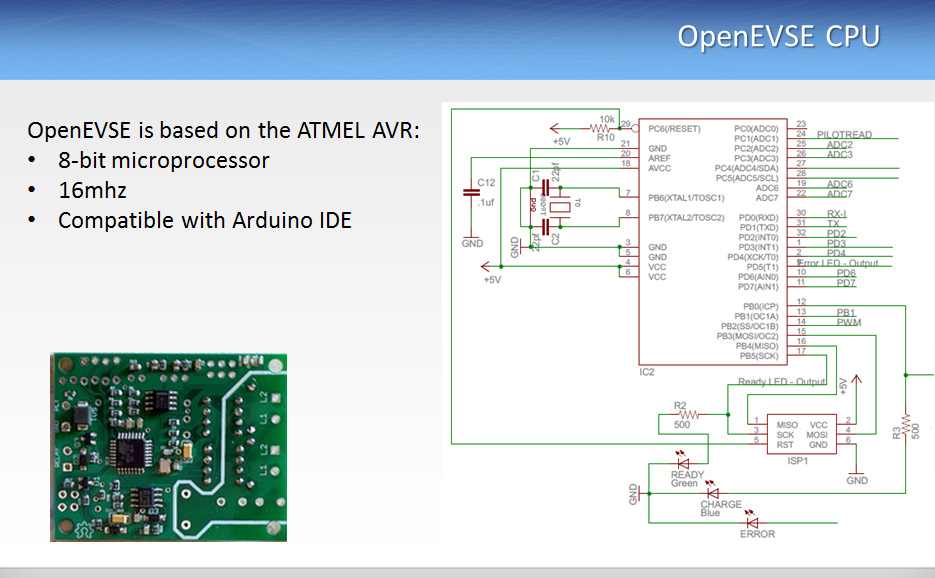 OpenEVSE CPU
OpenEVSE is based on the ATMEL AVR:
• 8-bit microprocessor
• 16mhz
• Compatible with Arduino IDE
10k
R10
+5V
29
PC6(/RESET)
21
GND
20
AREF
18
AVCC
C12
.1uf
GND
C1
22pf
7
PB6(XTAL1/TOSC1)
8
PB7(XTAL2/TOSC2)
C2
22pf
GND
3
GND
5
GND
4
VCC
6
VCC
+5V
IC2
PC0(ADC0)
23
PC1(ADC1)
24
PILOTREAD
PC2(ADC2)
25
ADC2
PC3(ADC3)
26
ADC3
PC4(ADC4/SDA)
27
PC5(ADC5/SCL)
28
ADC6
19
ADC6
ADC7
22
ADC7
PD0(RXD)
30
RX-I
PD1(TXD)
31
TX
PD2(INT0)
32
PD2
PD3(INT1)
1
PD3
PD4(XCK/T0)
2
PD4
PD5(T1)
9
Error LED - Output
PD6(AIN0)
10
PD6
PD7(AIN1)
11
PD7
PB0(ICP)
12
PB1(OC1A)
13
PB1
PB2(SS/OC1B)
14
PWM
PB3(MOSI/OC2)
15
PB4(MISO)
16
PB5(SCK)
17
Ready LED - Output
+5V
R2
500
1
MISO
VCC
2
3
SCK
MOSI
4
5
RST
GND
6
ISP1
GND
R3
500
READY
Green
GND
CHARGE
Blue
ERROR
L2
L1
L2
L1